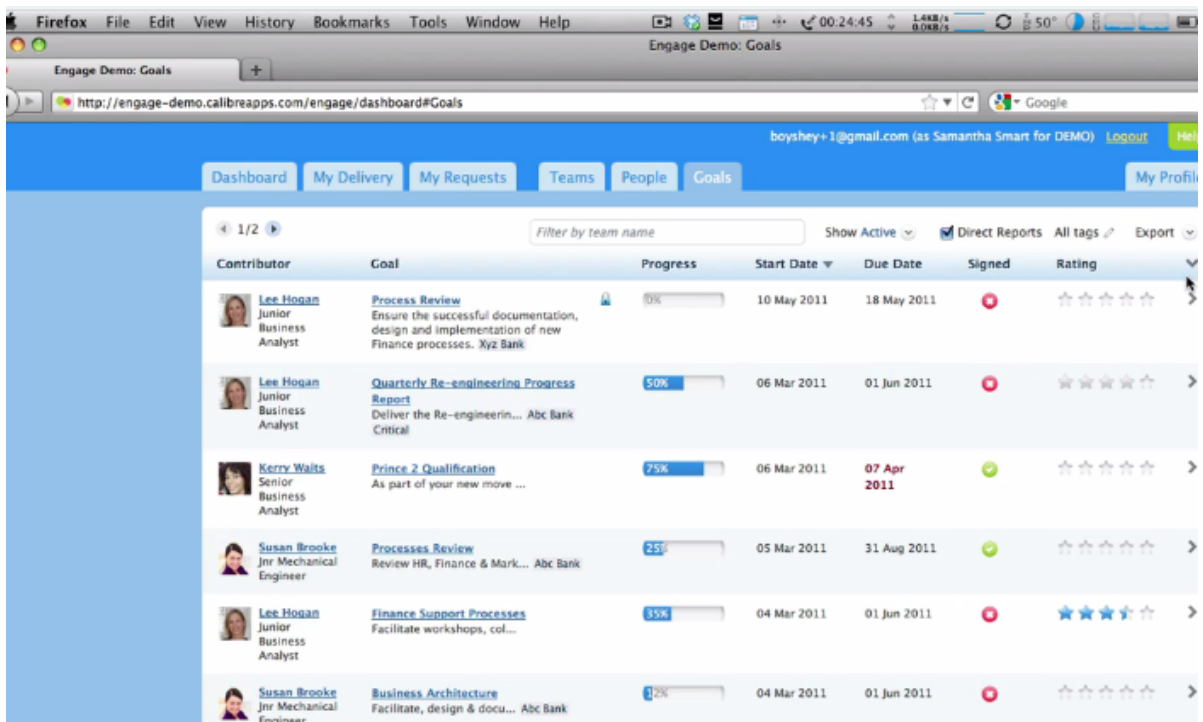 Firefox File Edit View History Bookmarks Tools Window Help 00:24:45 1.4KB/s 0.0KB/s 50°
Engage Demo: Goals
Engage Demo: Goals +
http://engage-demo.calibreapps.com/engage/dashboard#Goals Google
boyshey+1@gmail.com (as Samantha Smart for DEMO) Logout
Dashboard My Delivery My Requests Teams People Goals
1/2 Filter by team name Show Active Direct Reports All tags Export
Contributor Goal Progress Start Date Due Date Signed Rating
Lee Hogan Process Review 0% 10 May 2011 18 May 2011
Junior Ensure the successful documentation,
Business design and implementation of new
Analyst Finance processes. Xyz Bank
Lee Hogan Quarterly Re-engineering Progress 50% 06 Mar 2011 01 Jun 2011
Junior Report
Business Deliver the Re-engineerin... Abc Bank
Analyst Critical
Kerry Waits Prince 2 Qualification 75% 06 Mar 2011 07 Apr
Senior As part of your new move ... 2011
Business
Analyst
Susan Brooke Processes Review 25% 05 Mar 2011 31 Aug 2011
Jnr Mechanical Review HR, Finance & Mark... Abc Bank
Engineer
Lee Hogan Finance Support Processes 35% 04 Mar 2011 01 Jun 2011
Junior Facilitate workshops, col...
Business
Analyst
Susan Brooke Business Architecture 12% 04 Mar 2011 01 Jun 2011
Jnr Mechanical Facilitate, design & docu... Abc Bank